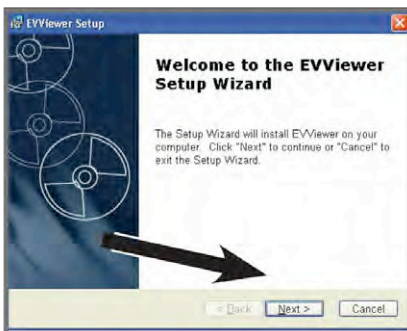 EVViewer Setup
Welcome to the EVViewer
Setup Wizard
The Setup Wizard will install EVViewer on your
computer. Click "Next" to continue or "Cancel" to
exit the Setup Wizard.
< Back Next > Cancel